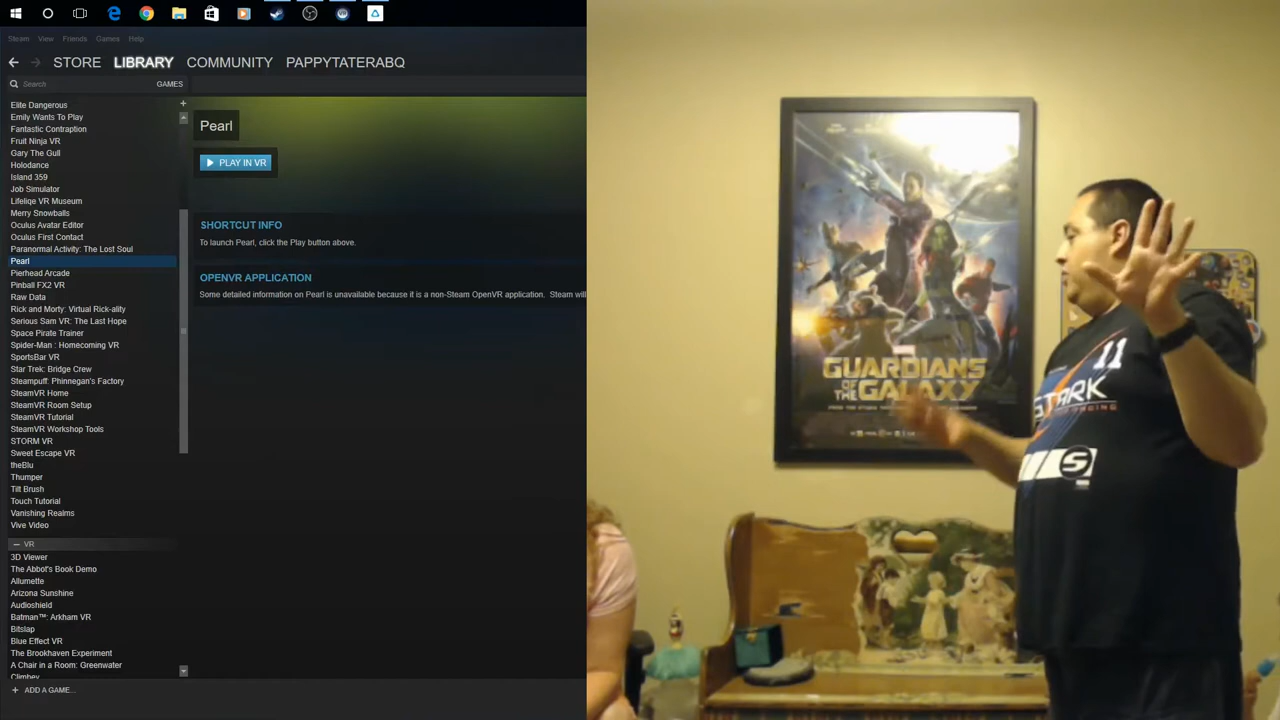 Steam View Friends Games Help
STORE LIBRARY COMMUNITY PAPPYTATERABQ
Search GAMES
Elite Dangerous
Emily Wants To Play
Fantastic Contraption
Fruit Ninja VR
Gary The Gull
Holodance
Island 359
Job Simulator
Lifeliqe VR Museum
Merry Snowballs
Oculus Avatar Editor
Oculus First Contact
Paranormal Activity: The Lost Soul
Pearl
Pierhead Arcade
Pinball FX2 VR
Raw Data
Rick and Morty: Virtual Rick-ality
Serious Sam VR: The Last Hope
Space Pirate Trainer
Spider-Man : Homecoming VR
SportsBar VR
Star Trek: Bridge Crew
Steampuff: Phinnegan's Factory
SteamVR Home
SteamVR Room Setup
SteamVR Tutorial
SteamVR Workshop Tools
STORM VR
Sweet Escape VR
theBlu
Thumper
Tilt Brush
Touch Tutorial
Vanishing Realms
Vive Video
— VR
3D Viewer
The Abbot's Book Demo
Allumette
Arizona Sunshine
Audioshield
Batman™: Arkham VR
Bitslap
Blue Effect VR
The Brookhaven Experiment
A Chair in a Room: Greenwater
Climbey
+ ADD A GAME...
Pearl
PLAY IN VR
SHORTCUT INFO
To launch Pearl, click the Play button above.
OPENVR APPLICATION
Some detailed information on Pearl is unavailable because it is a non-Steam OpenVR application. Steam will
MARVEL
GUARDIANS
OF THE GALAXY
11
STARK
RACING
S